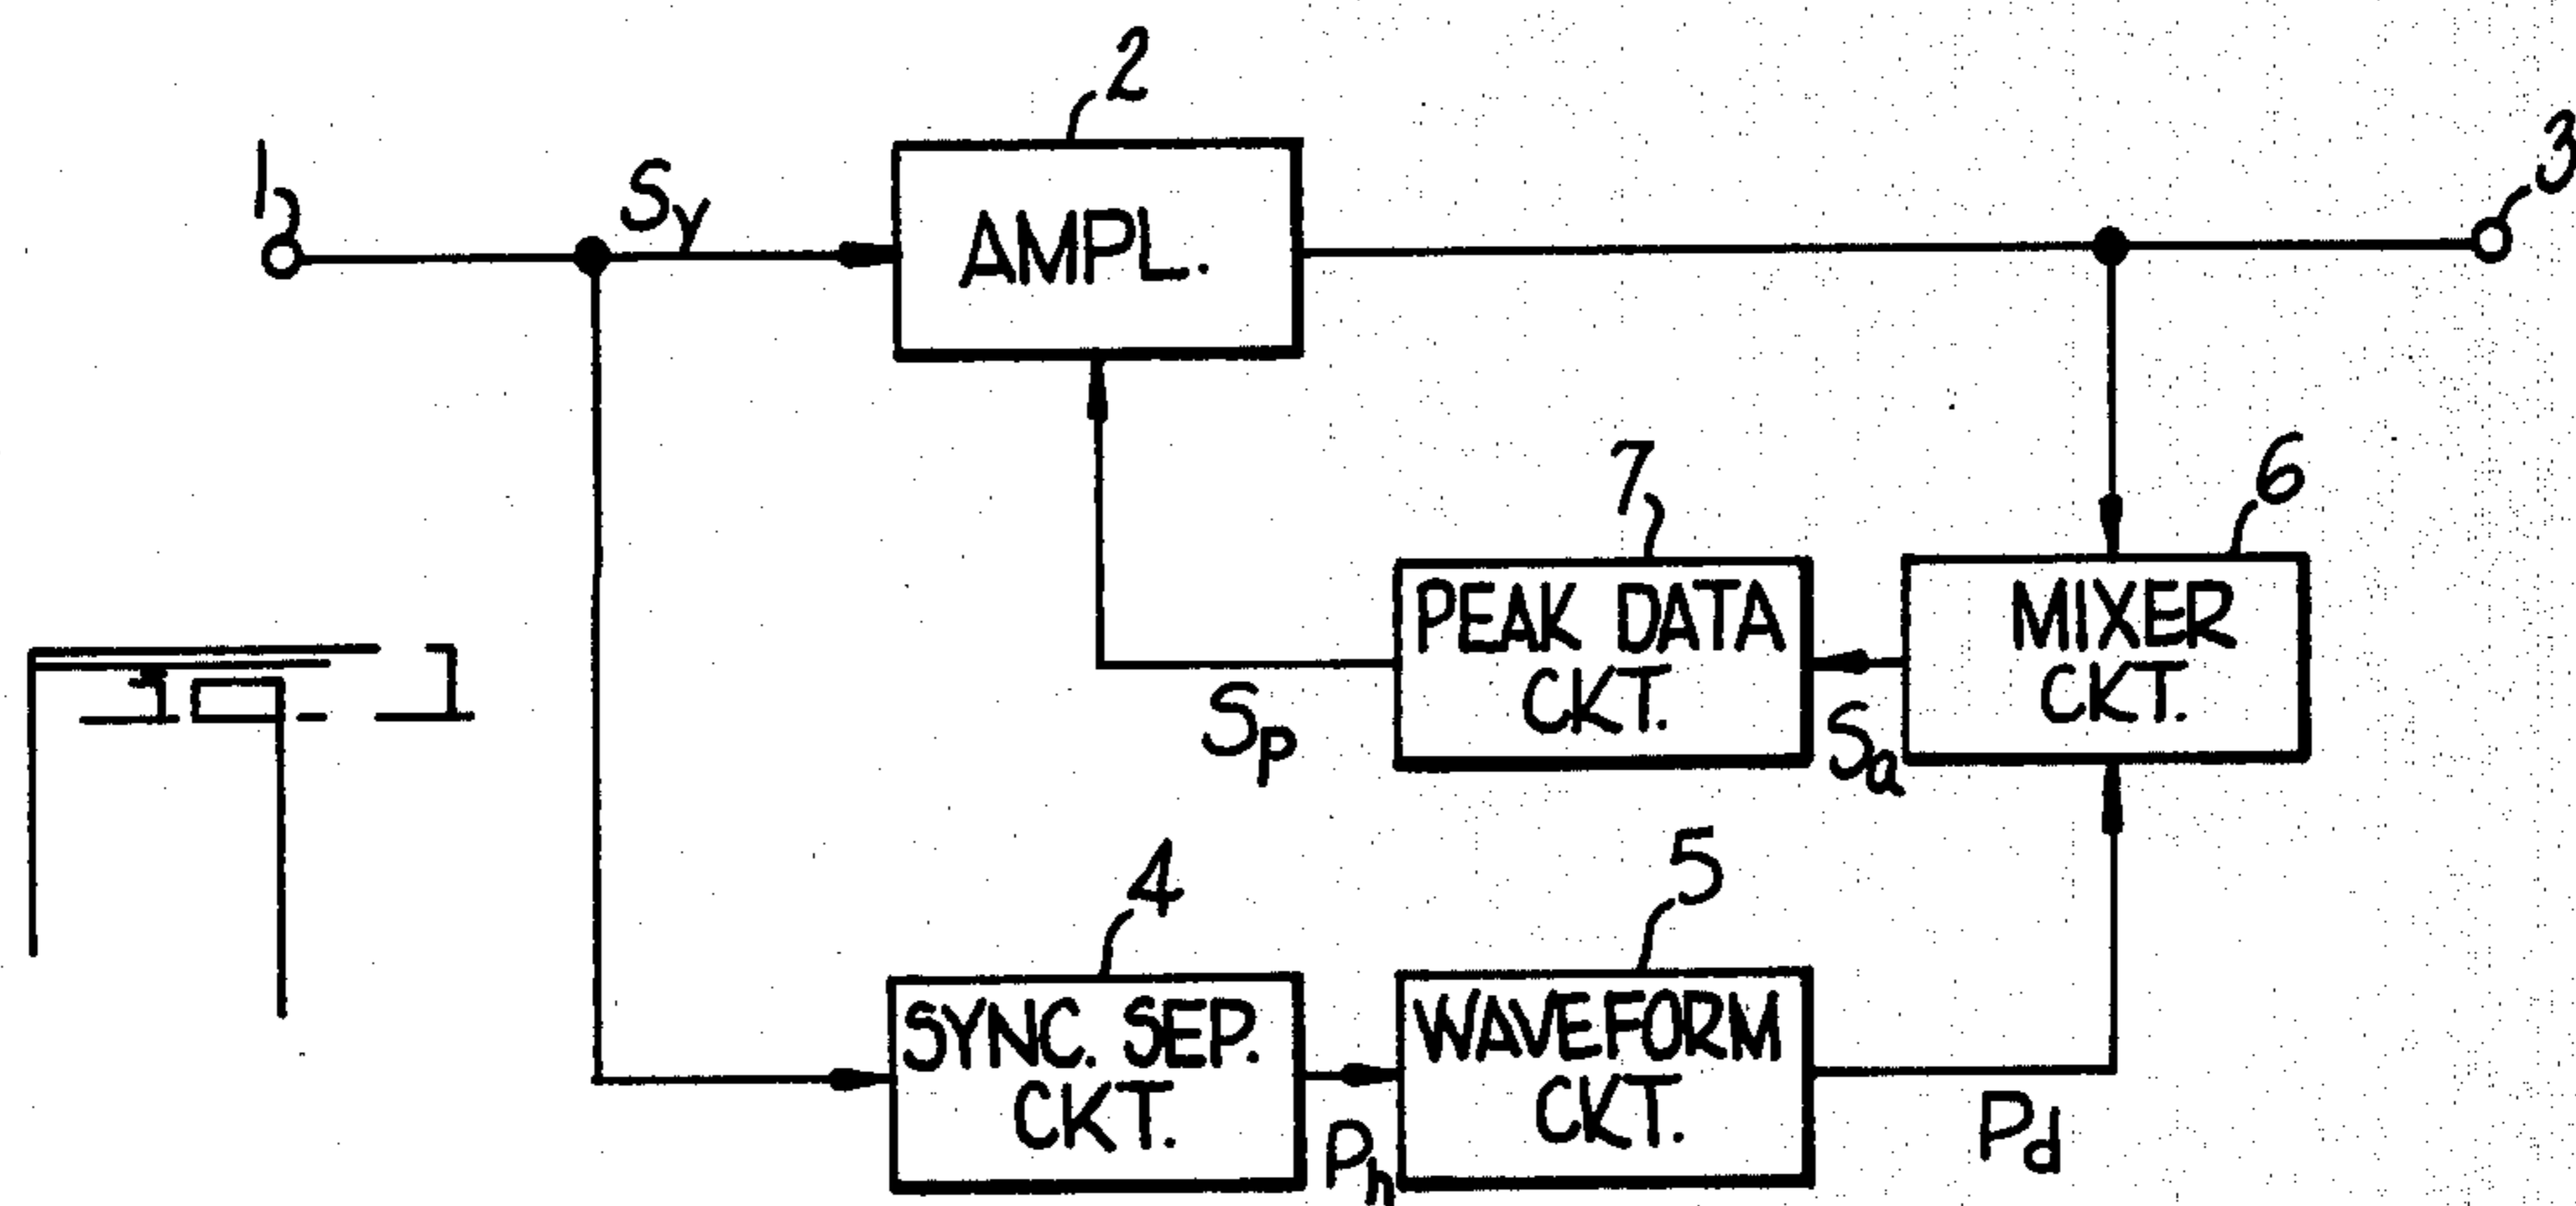 2
3
1
Sy
AMPL.
7
6
PEAK DATA
CKT.
MIXER
CKT.
Sp
Sa
4
5
SYNC. SEP.
CKT.
WAVEFORM
CKT.
Ph
Pd